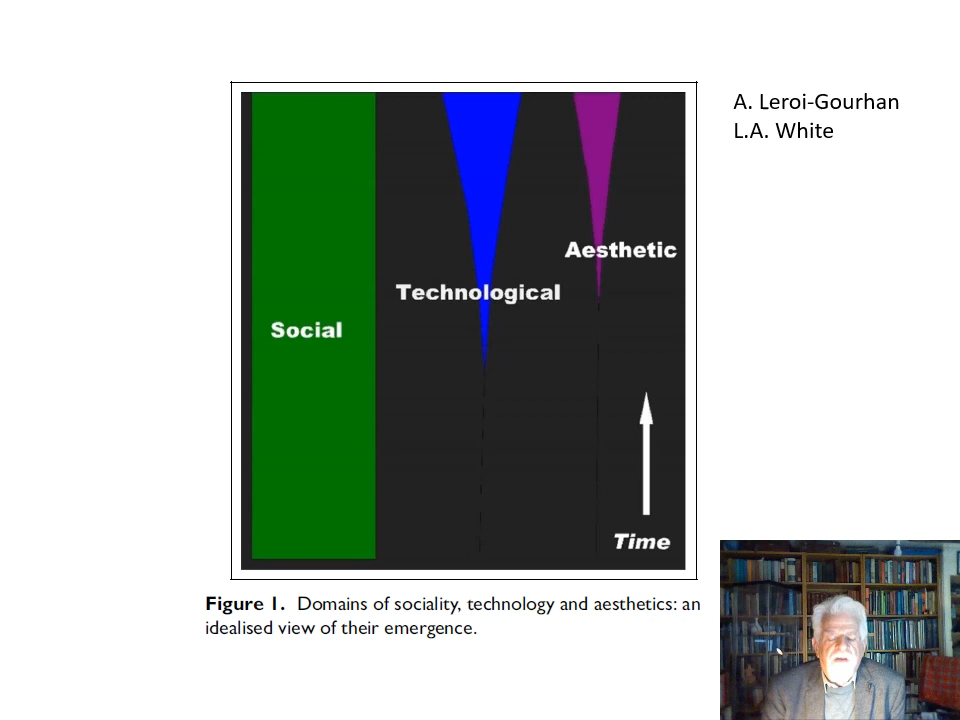 A. Leroi-Gourhan
L.A. White
Aesthetic
Technological
Social
Time
Figure 1. Domains of sociality, technology and aesthetics: an
idealised view of their emergence.